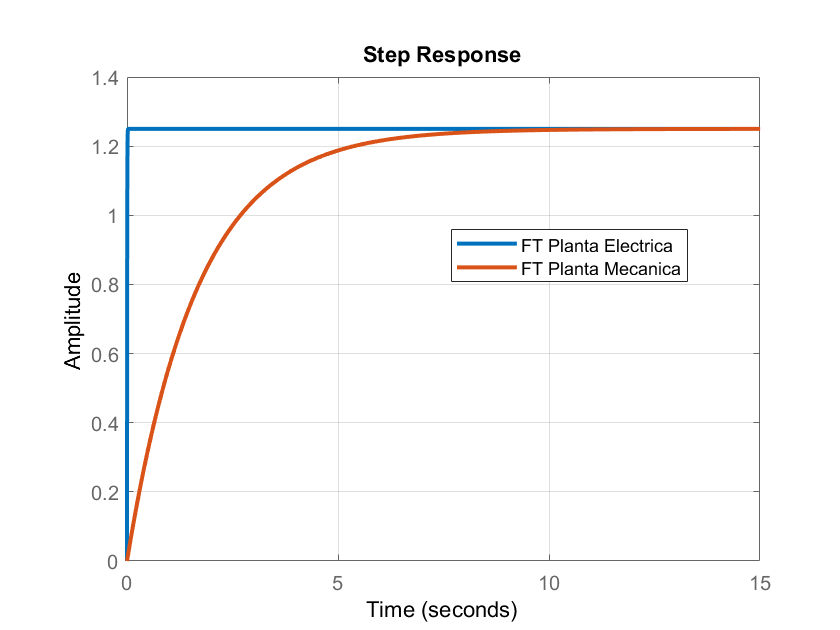 Step Response
Amplitude
1.4
1.2
1
0.8
0.6
0.4
0.2
0
FT Planta Electrica
FT Planta Mecanica
0
5
10
15
Time (seconds)